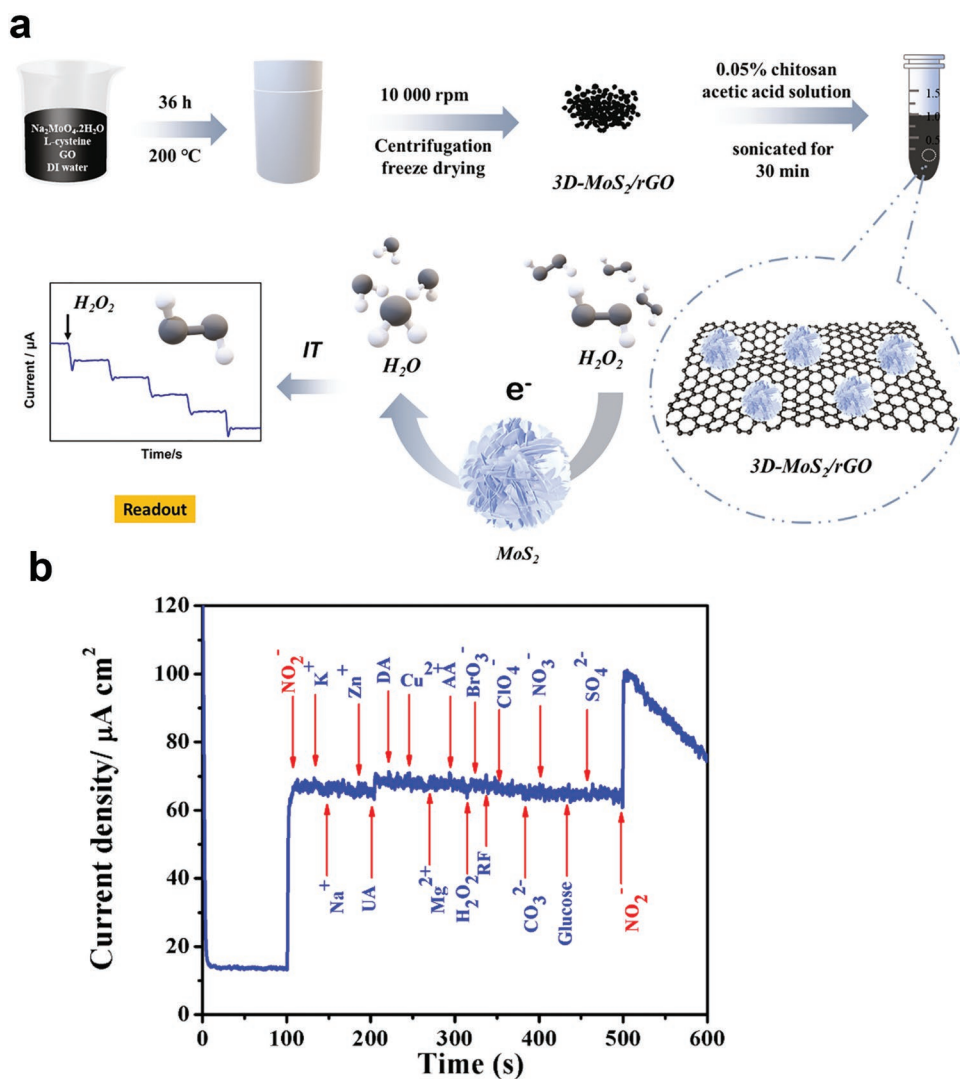 a
Na₂MoO₄.2H₂O
L-cysteine
GO
DI water
36 h
200 °C
10 000 rpm
Centrifugation
freeze drying
3D-MoS₂/rGO
0.05% chitosan
acetic acid solution
sonicated for
30 min
1.5
1.0
0.5
H₂O₂
Current / µA
Time/s
Readout
IT
H₂O
e⁻
H₂O₂
MoS₂
3D-MoS₂/rGO
b
Current density/ µA cm²
120
100
80
60
40
20
0
NO₂⁻
K⁺
Zn⁺
DA
Cu²⁺
AA
BrO₃⁻
ClO₄⁻
NO₃⁻
SO₄²⁻
Na⁺
UA
Mg²⁺
H₂O₂
RF
CO₃²⁻
Glucose
NO₂⁻
0 100 200 300 400 500 600
Time (s)